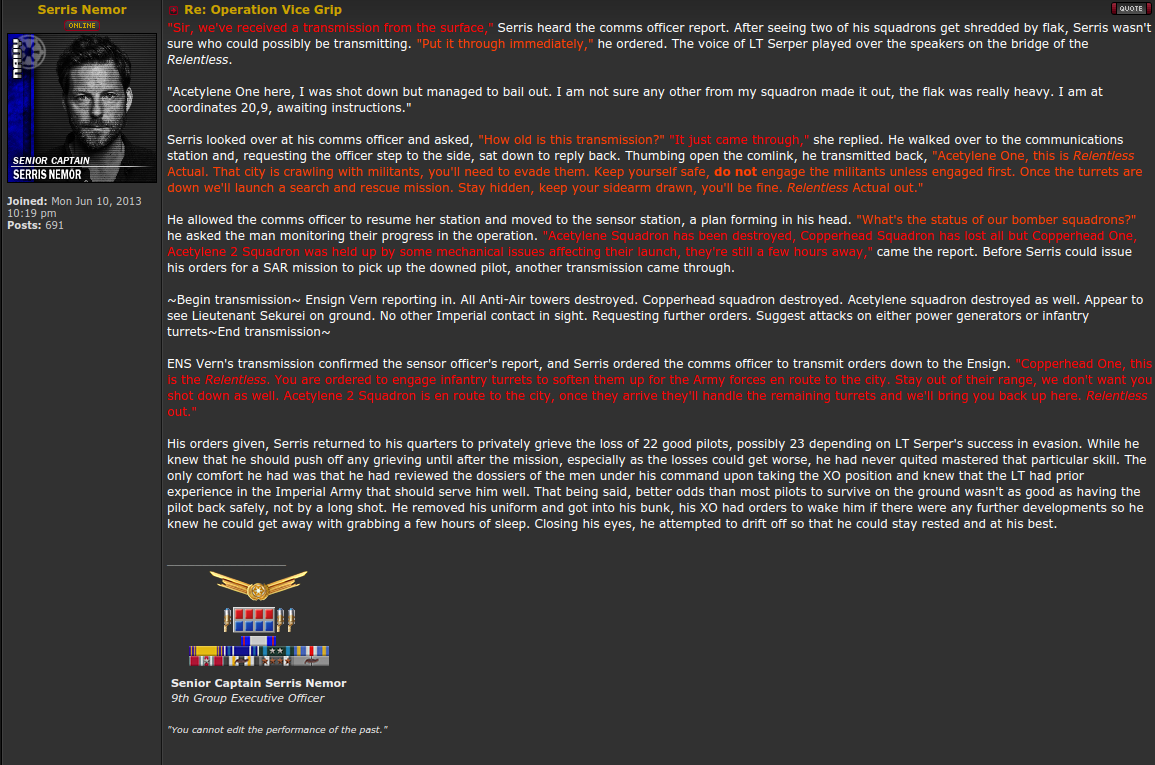 Serris Nemor
ONLINE
SENIOR CAPTAIN
SERRIS NEMOR
Joined: Mon Jun 10, 2013
10:19 pm
Posts: 691
Re: Operation Vice Grip
QUOTE
"Sir, we've received a transmission from the surface," Serris heard the comms officer report. After seeing two of his squadrons get shredded by flak, Serris wasn't
sure who could possibly be transmitting. "Put it through immediately," he ordered. The voice of LT Serper played over the speakers on the bridge of the
Relentless.
"Acetylene One here, I was shot down but managed to bail out. I am not sure any other from my squadron made it out, the flak was really heavy. I am at
coordinates 20,9, awaiting instructions."
Serris looked over at his comms officer and asked, "How old is this transmission?" "It just came through," she replied. He walked over to the communications
station and, requesting the officer step to the side, sat down to reply back. Thumbing open the comlink, he transmitted back, "Acetylene One, this is Relentless
Actual. That city is crawling with militants, you'll need to evade them. Keep yourself safe, do not engage the militants unless engaged first. Once the turrets are
down we'll launch a search and rescue mission. Stay hidden, keep your sidearm drawn, you'll be fine. Relentless Actual out."
He allowed the comms officer to resume her station and moved to the sensor station, a plan forming in his head. "What's the status of our bomber squadrons?"
he asked the man monitoring their progress in the operation. "Acetylene Squadron has been destroyed, Copperhead Squadron has lost all but Copperhead One,
Acetylene 2 Squadron was held up by some mechanical issues affecting their launch, they're still a few hours away," came the report. Before Serris could issue
his orders for a SAR mission to pick up the downed pilot, another transmission came through.
~Begin transmission~ Ensign Vern reporting in. All Anti-Air towers destroyed. Copperhead squadron destroyed. Acetylene squadron destroyed as well. Appear to
see Lieutenant Sekurei on ground. No other Imperial contact in sight. Requesting further orders. Suggest attacks on either power generators or infantry
turrets~End transmission~
ENS Vern's transmission confirmed the sensor officer's report, and Serris ordered the comms officer to transmit orders down to the Ensign. "Copperhead One, this
is the Relentless. You are ordered to engage infantry turrets to soften them up for the Army forces en route to the city. Stay out of their range, we don't want you
shot down as well. Acetylene 2 Squadron is en route to the city, once they arrive they'll handle the remaining turrets and we'll bring you back up here. Relentless
out."
His orders given, Serris returned to his quarters to privately grieve the loss of 22 good pilots, possibly 23 depending on LT Serper's success in evasion. While he
knew that he should push off any grieving until after the mission, especially as the losses could get worse, he had never quited mastered that particular skill. The
only comfort he had was that he had reviewed the dossiers of the men under his command upon taking the XO position and knew that the LT had prior
experience in the Imperial Army that should serve him well. That being said, better odds than most pilots to survive on the ground wasn't as good as having the
pilot back safely, not by a long shot. He removed his uniform and got into his bunk, his XO had orders to wake him if there were any further developments so he
knew he could get away with grabbing a few hours of sleep. Closing his eyes, he attempted to drift off so that he could stay rested and at his best.
Senior Captain Serris Nemor
9th Group Executive Officer
"You cannot edit the performance of the past."